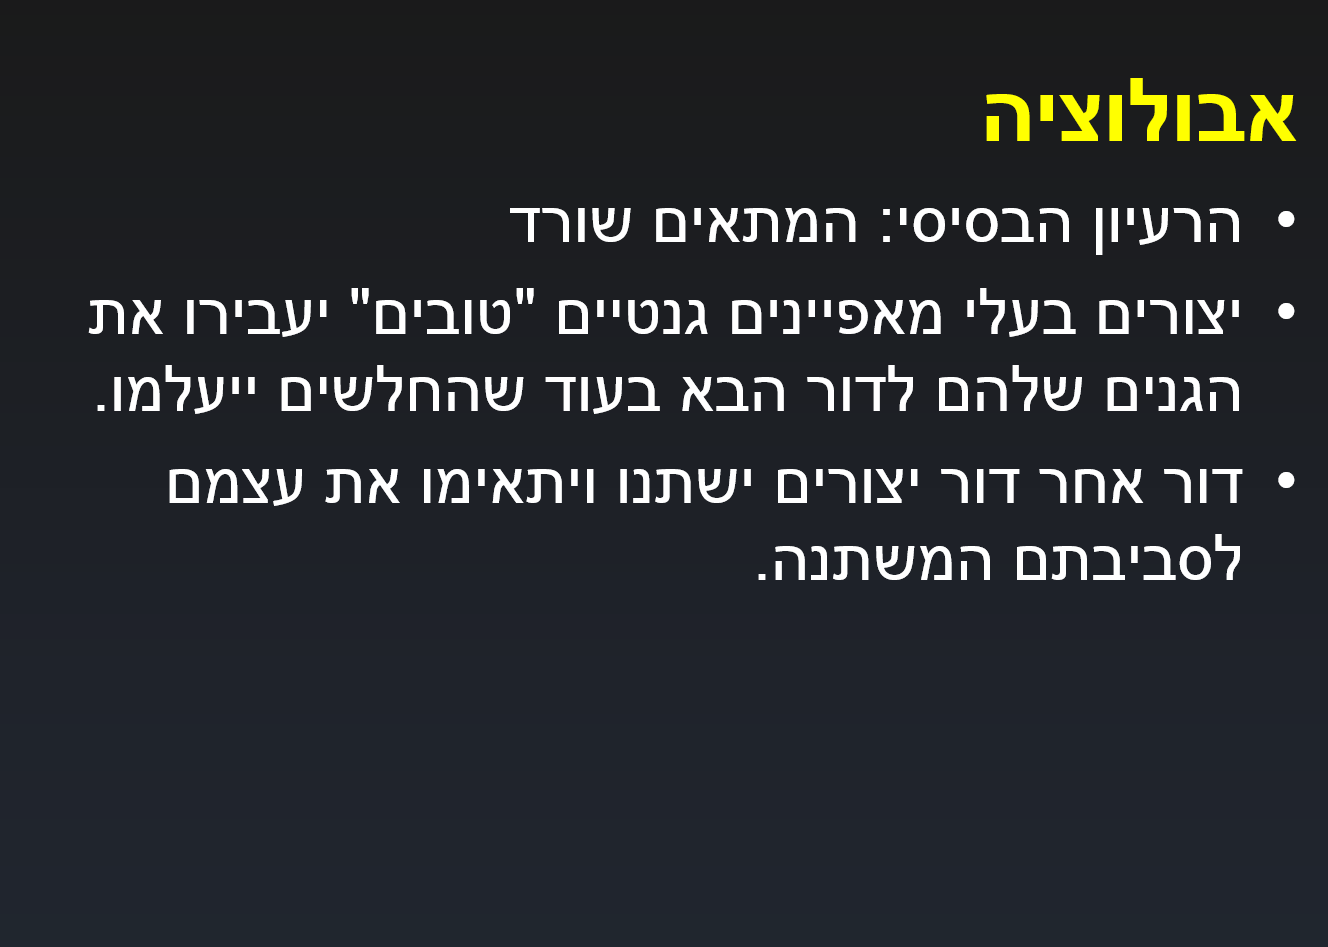 אבולוציה
• הרעיון הבסיסי: המתאים שורד
• יצורים בעלי מאפיינים גנטיים "טובים" יעבירו את
הגנים שלהם לדור הבא בעוד שהחלשים ייעלמו.
• דור אחר דור יצורים ישתנו ויתאימו את עצמם
לסביבתם המשתנה.